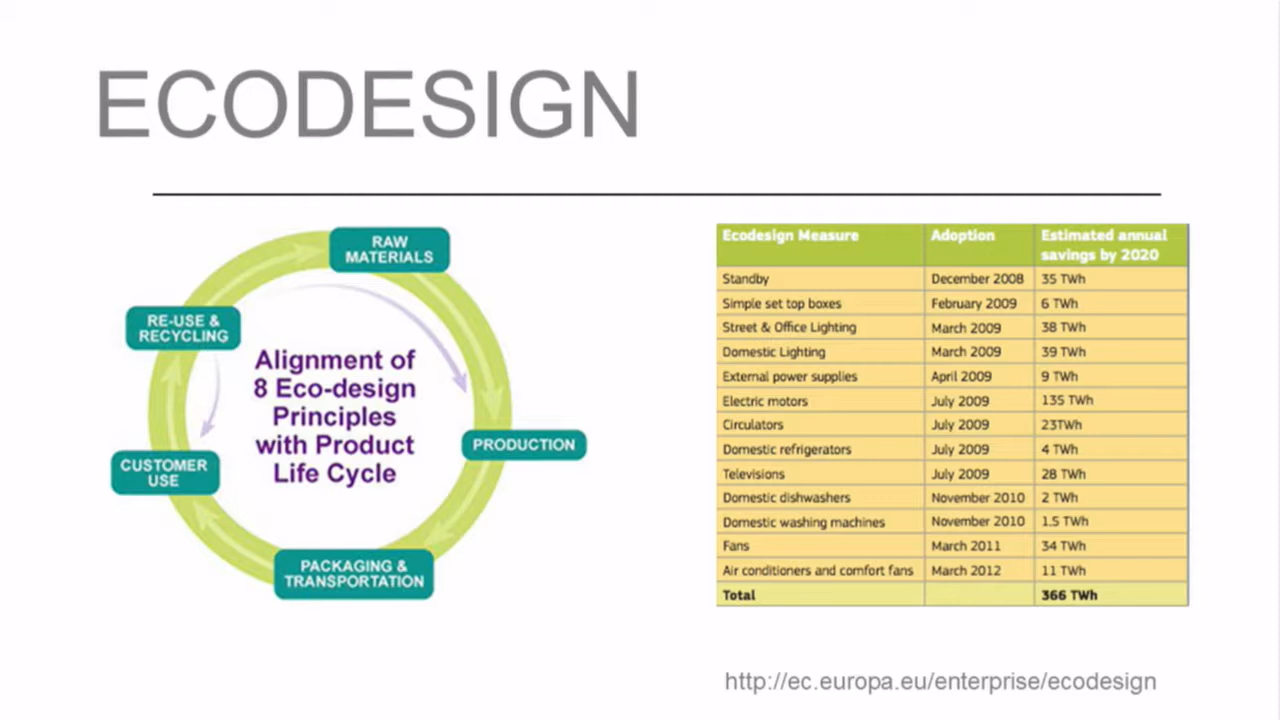 ECODESIGN
RAW
MATERIALS
RE-USE &
RECYCLING
Alignment of
8 Eco-design
Principles
with Product
Life Cycle
PRODUCTION
CUSTOMER
USE
PACKAGING &
TRANSPORTATION
Ecodesign Measure Adoption Estimated annual
savings by 2020
Standby December 2008 35 TWh
Simple set top boxes February 2009 6 TWh
Street & Office Lighting March 2009 38 TWh
Domestic Lighting March 2009 39 TWh
External power supplies April 2009 9 TWh
Electric motors July 2009 135 TWh
Circulators July 2009 23TWh
Domestic refrigerators July 2009 4 TWh
Televisions July 2009 28 TWh
Domestic dishwashers November 2010 2 TWh
Domestic washing machines November 2010 1.5 TWh
Fans March 2011 34 TWh
Air conditioners and comfort fans March 2012 11 TWh
Total 366 TWh
http://ec.europa.eu/enterprise/ecodesign